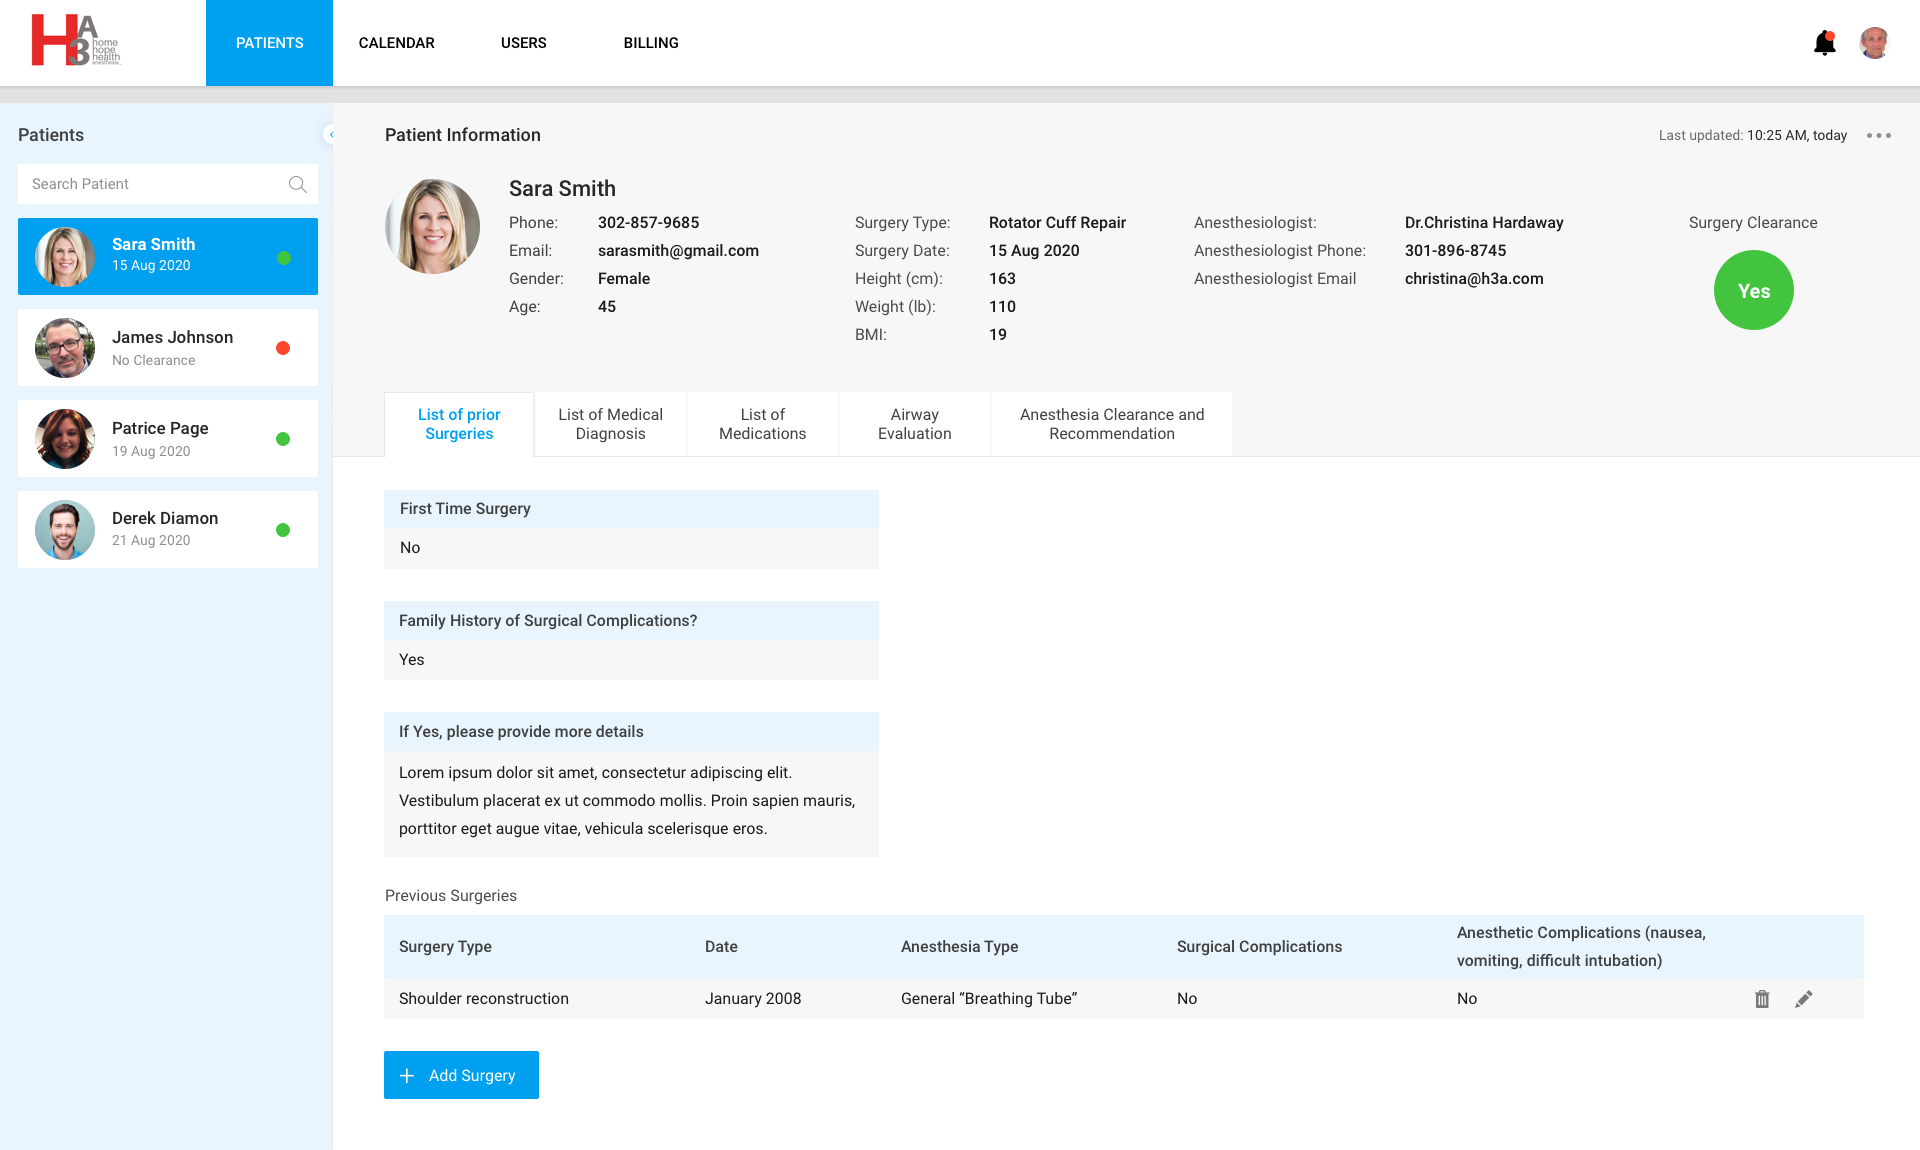 HA3 home hope health anesthesia
PATIENTS
CALENDAR
USERS
BILLING
Patients
Search Patient
Sara Smith
15 Aug 2020
James Johnson
No Clearance
Patrice Page
19 Aug 2020
Derek Diamon
21 Aug 2020
Patient Information
Last updated: 10:25 AM, today
Sara Smith
Phone: 302-857-9685
Email: sarasmith@gmail.com
Gender: Female
Age: 45
Surgery Type: Rotator Cuff Repair
Surgery Date: 15 Aug 2020
Height (cm): 163
Weight (lb): 110
BMI: 19
Anesthesiologist: Dr.Christina Hardaway
Anesthesiologist Phone: 301-896-8745
Anesthesiologist Email christina@h3a.com
Surgery Clearance
Yes
List of prior
Surgeries
List of Medical
Diagnosis
List of
Medications
Airway
Evaluation
Anesthesia Clearance and
Recommendation
First Time Surgery
No
Family History of Surgical Complications?
Yes
If Yes, please provide more details
Lorem ipsum dolor sit amet, consectetur adipiscing elit.
Vestibulum placerat ex ut commodo mollis. Proin sapien mauris,
porttitor eget augue vitae, vehicula scelerisque eros.
Previous Surgeries
Surgery Type Date Anesthesia Type Surgical Complications Anesthetic Complications (nausea,
vomiting, difficult intubation)
Shoulder reconstruction January 2008 General “Breathing Tube” No No
Add Surgery